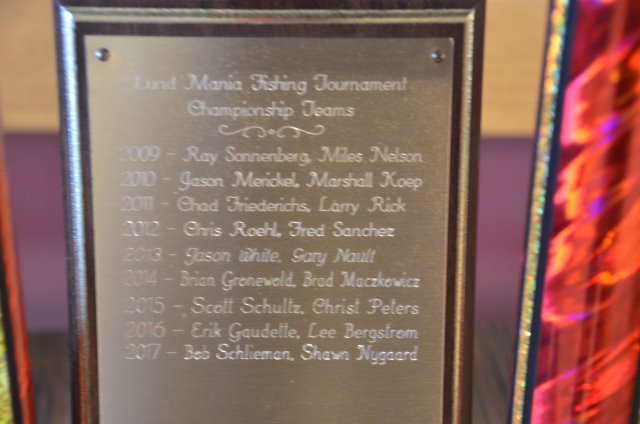 Lund Mania Fishing Tournament
Championship Teams
2009 - Ray Sonnenberg, Miles Nelson
2010 - Jason Merickel, Marshall Koep
2011 - Chad Friederichs, Larry Rick
2012 - Chris Roehl, Fred Sanchez
2013 - Jason White, Gary Nault
2014 - Brian Gronewold, Brad Maczkowicz
2015 - Scott Schultz, Christ Peters
2016 - Erik Gaudette, Lee Bergstrom
2017 - Bob Schlieman, Shawn Nygaard